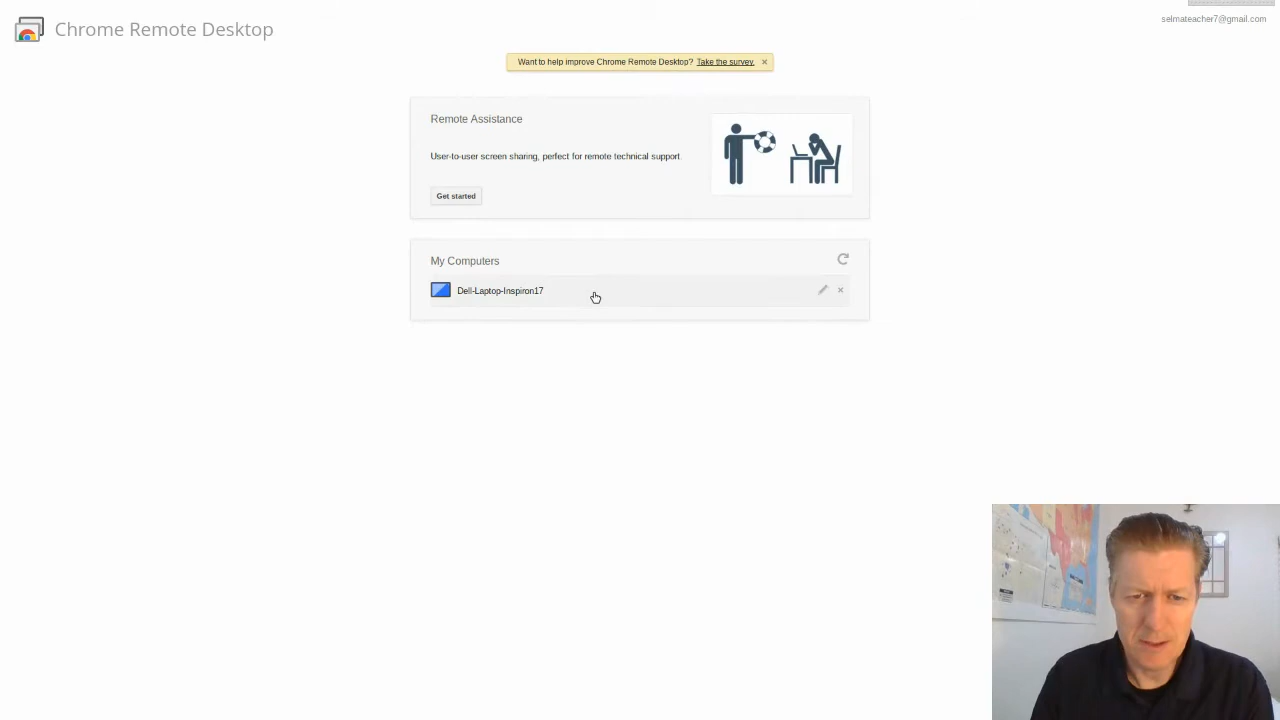 Chrome Remote Desktop
selmateacher7@gmail.com
Want to help improve Chrome Remote Desktop? Take the survey. ×
Remote Assistance
User-to-user screen sharing, perfect for remote technical support.
Get started
My Computers
Dell-Laptop-Inspiron17